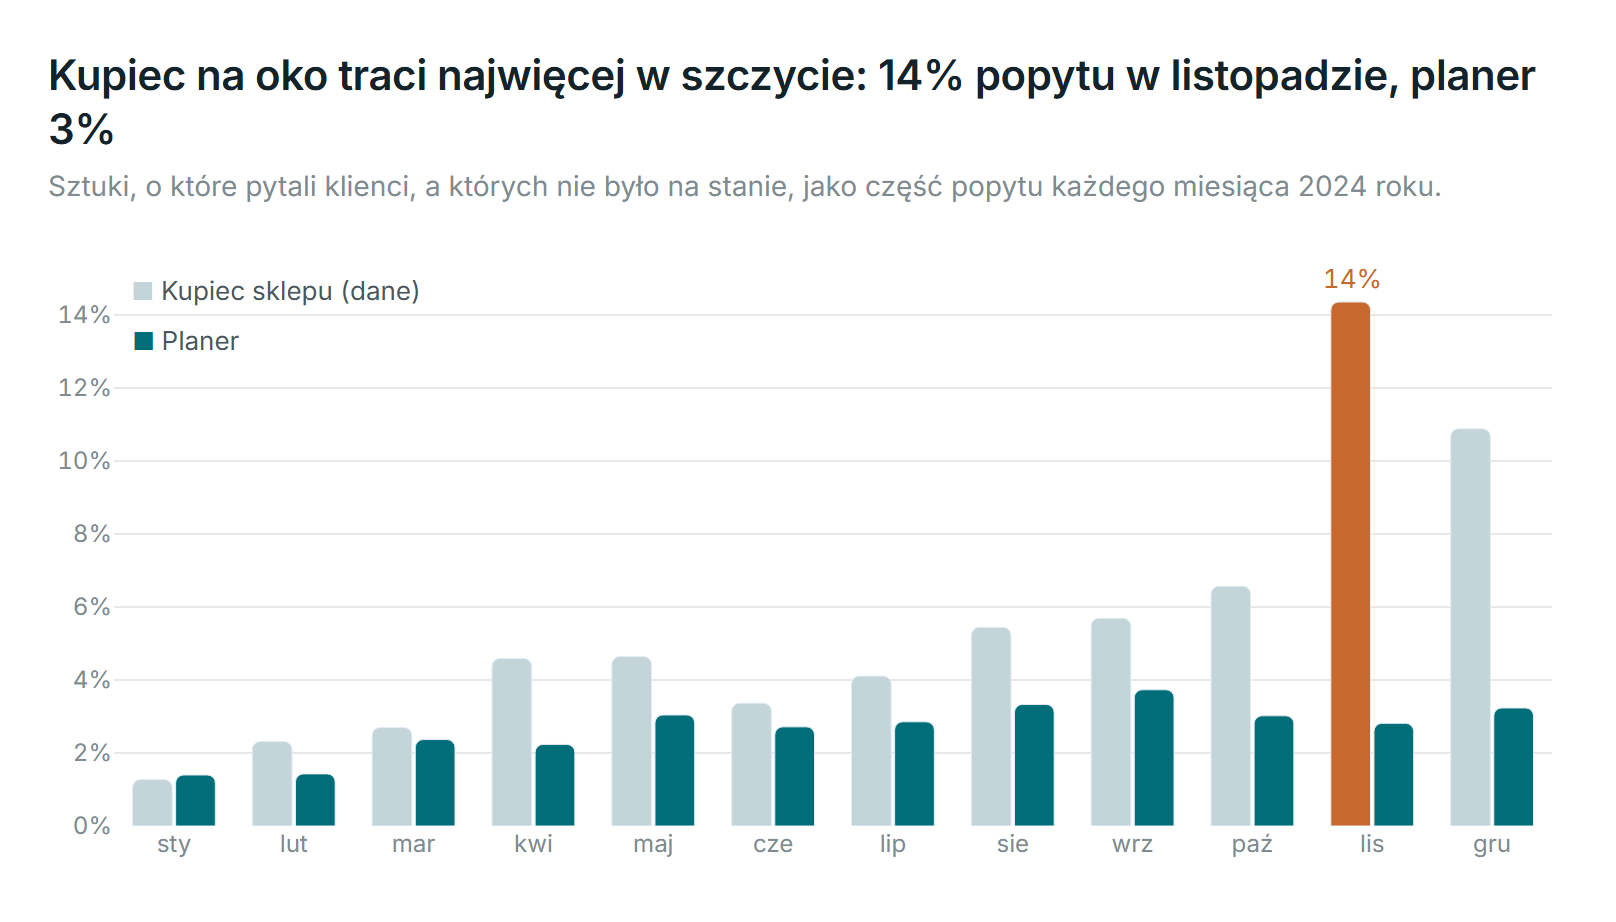 Kupiec na oko traci najwięcej w szczycie: 14% popytu w listopadzie, planer
3%
Sztuki, o które pytali klienci, a których nie było na stanie, jako część popytu każdego miesiąca 2024 roku.
Kupiec sklepu (dane)
Planer
14%
14%
12%
10%
8%
6%
4%
2%
0%
sty lut mar kwi maj cze lip sie wrz paź lis gru